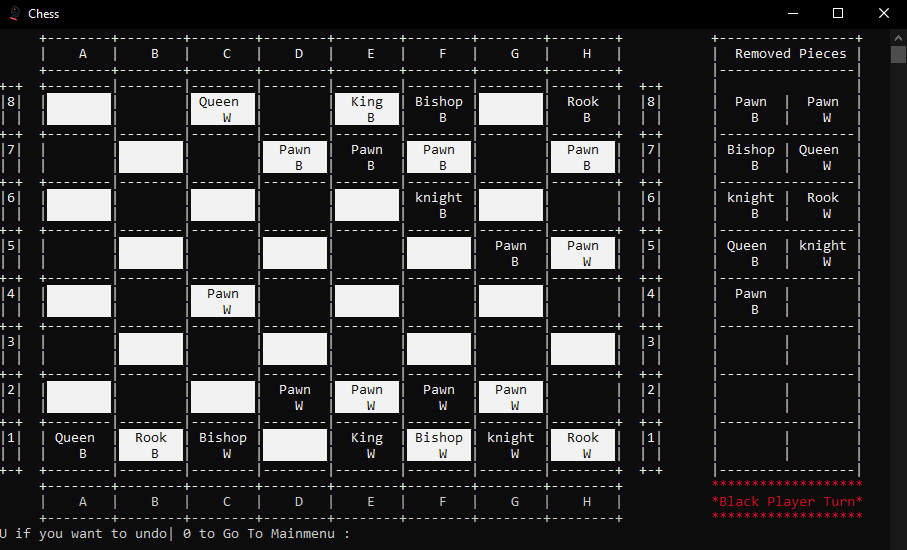 Chess
A B C D E F G H Removed Pieces
8 Queen King Bishop Rook 8 Pawn Pawn
W B B B B W
7 Pawn Pawn Pawn Pawn 7 Bishop Queen
B B B B B W
6 knight 6 knight Rook
B B W
5 Pawn Pawn 5 Queen knight
B W B W
4 Pawn 4 Pawn
W B
3 3
2 Pawn Pawn Pawn Pawn 2
W W W W
1 Queen Rook Bishop King Bishop knight Rook 1
B B W W W W W
A B C D E F G H *Black Player Turn*
U if you want to undo| 0 to Go To Mainmenu :